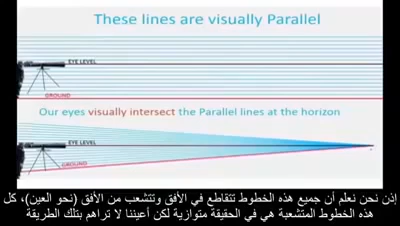 These lines are visually Parallel
EYE LEVEL
GROUND
Our eyes visually intersect the Parallel lines at the horizon
EYE LEVEL
GROUND
إذن نحن نعلم أن جميع هذه الخطوط تتقاطع في الأفق وتتشعب من الأفق (نحو العين)، كل
هذه الخطوط المتشعبة هي في الحقيقة متوازية لكن أعيننا لا تراهم بتلك الطريقة